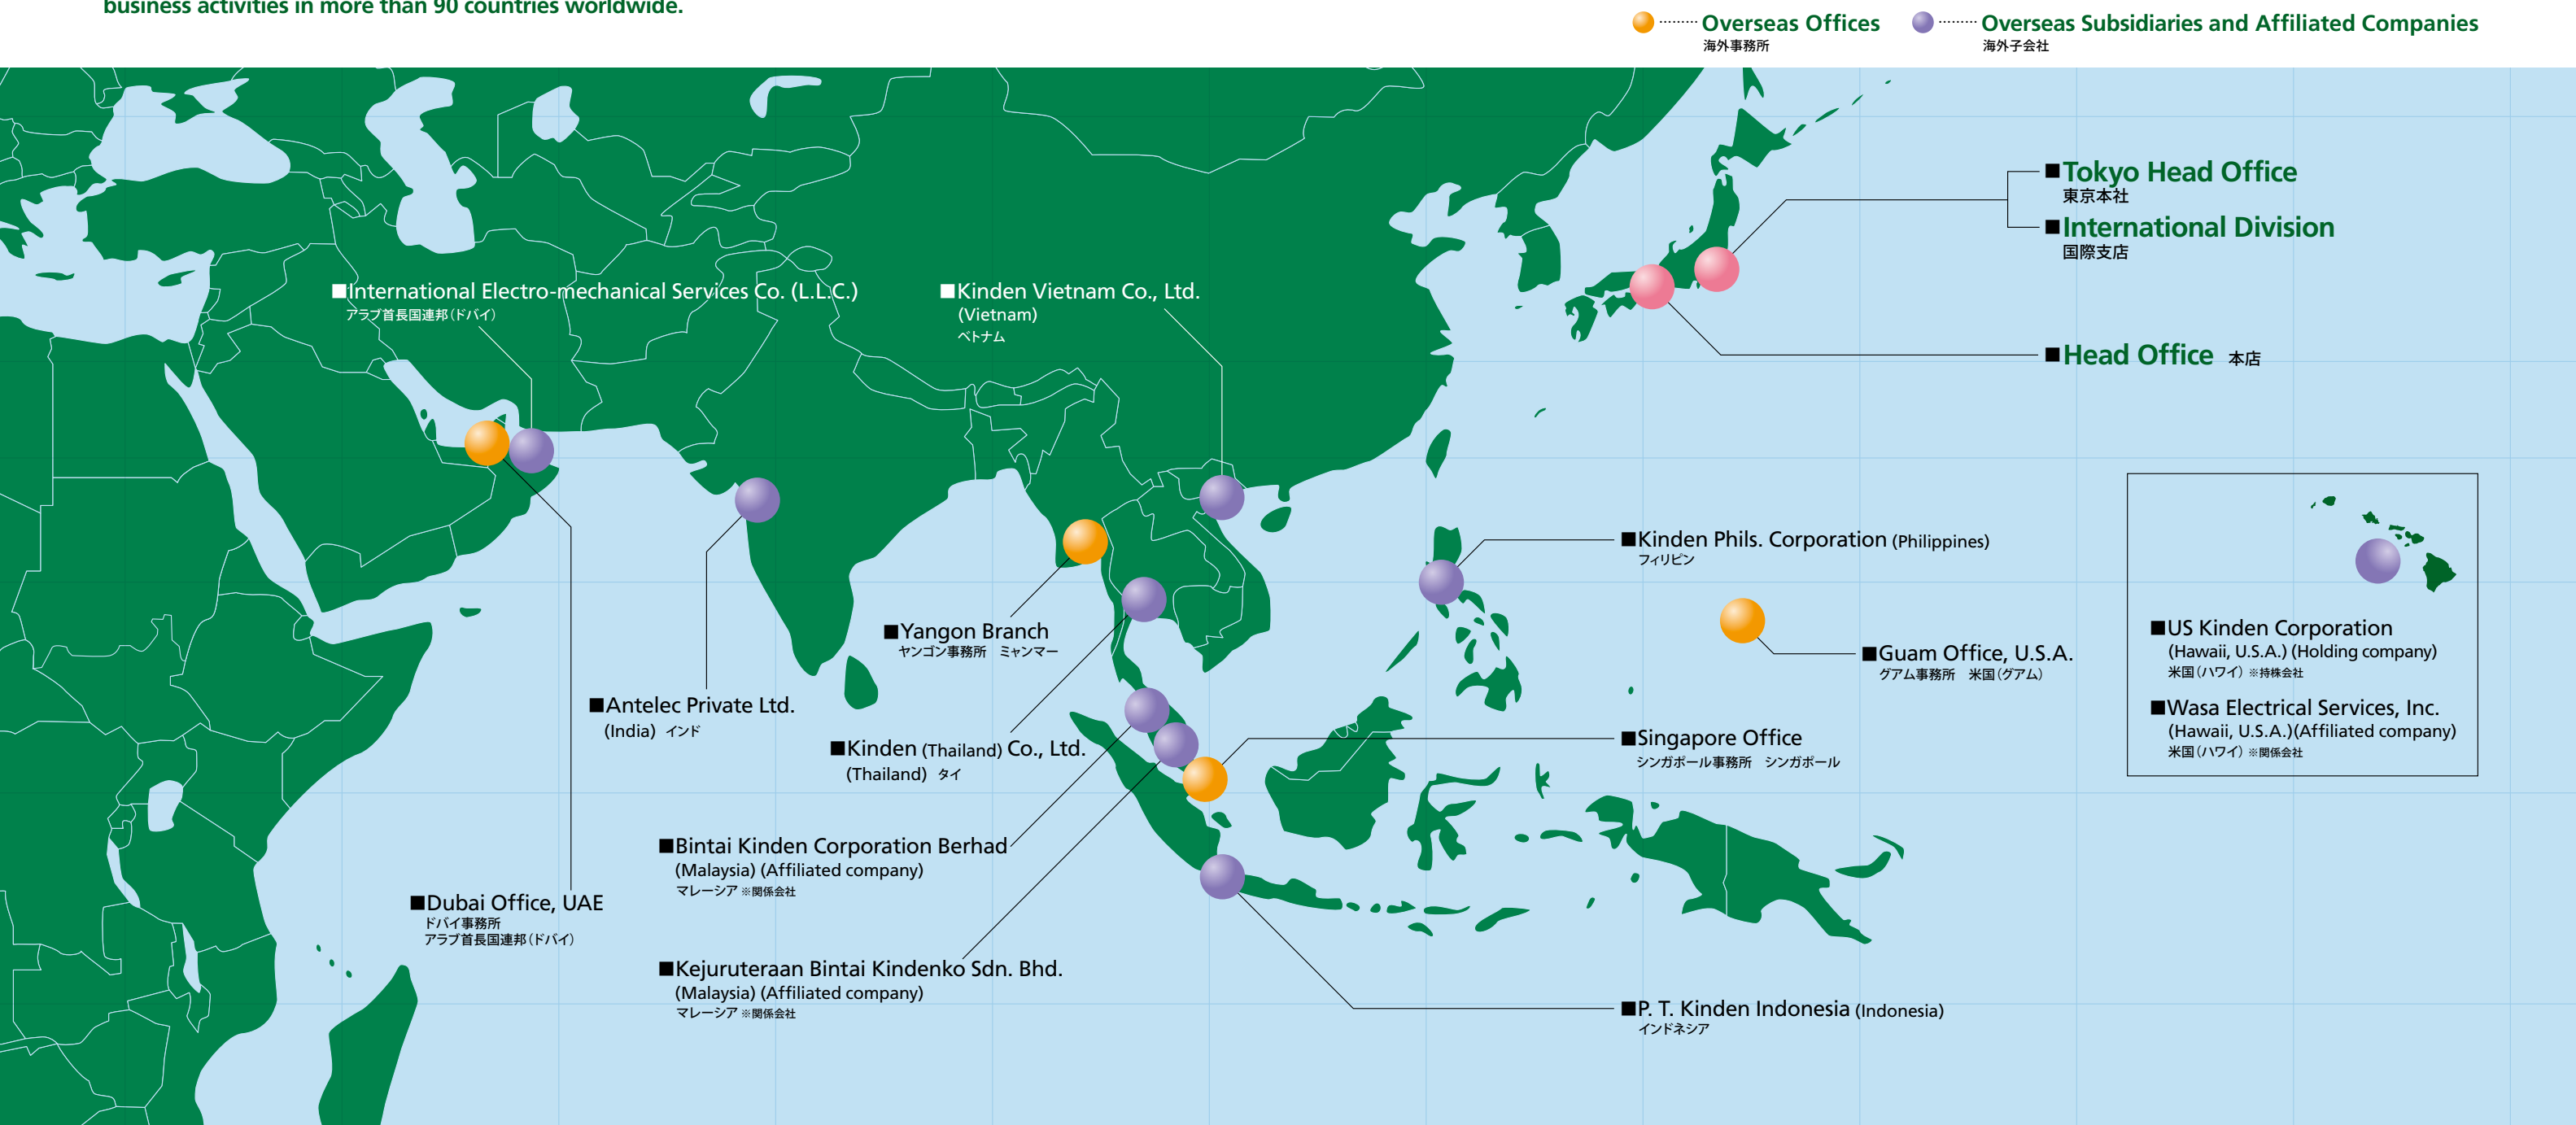 business activities in more than 90 countries worldwide.
Overseas Offices
海外事務所
Overseas Subsidiaries and Affiliated Companies
海外子会社
■Tokyo Head Office
東京本社
■International Division
国際支店
■Head Office 本店
■International Electro-mechanical Services Co. (L.L.C.)
アラブ首長国連邦（ドバイ）
■Kinden Vietnam Co., Ltd.
(Vietnam)
ベトナム
■Kinden Phils. Corporation (Philippines)
フィリピン
■Yangon Branch
ヤンゴン事務所　ミャンマー
■Guam Office, U.S.A.
グアム事務所　米国（グアム）
■US Kinden Corporation
(Hawaii, U.S.A.) (Holding company)
米国（ハワイ）※持株会社
■Wasa Electrical Services, Inc.
(Hawaii, U.S.A.)(Affiliated company)
米国（ハワイ）※関係会社
■Antelec Private Ltd.
(India) インド
■Kinden (Thailand) Co., Ltd.
(Thailand) タイ
■Singapore Office
シンガポール事務所　シンガポール
■Bintai Kinden Corporation Berhad
(Malaysia) (Affiliated company)
マレーシア ※関係会社
■Dubai Office, UAE
ドバイ事務所
アラブ首長国連邦（ドバイ）
■Kejuruteraan Bintai Kindenko Sdn. Bhd.
(Malaysia) (Affiliated company)
マレーシア ※関係会社
■P. T. Kinden Indonesia (Indonesia)
インドネシア